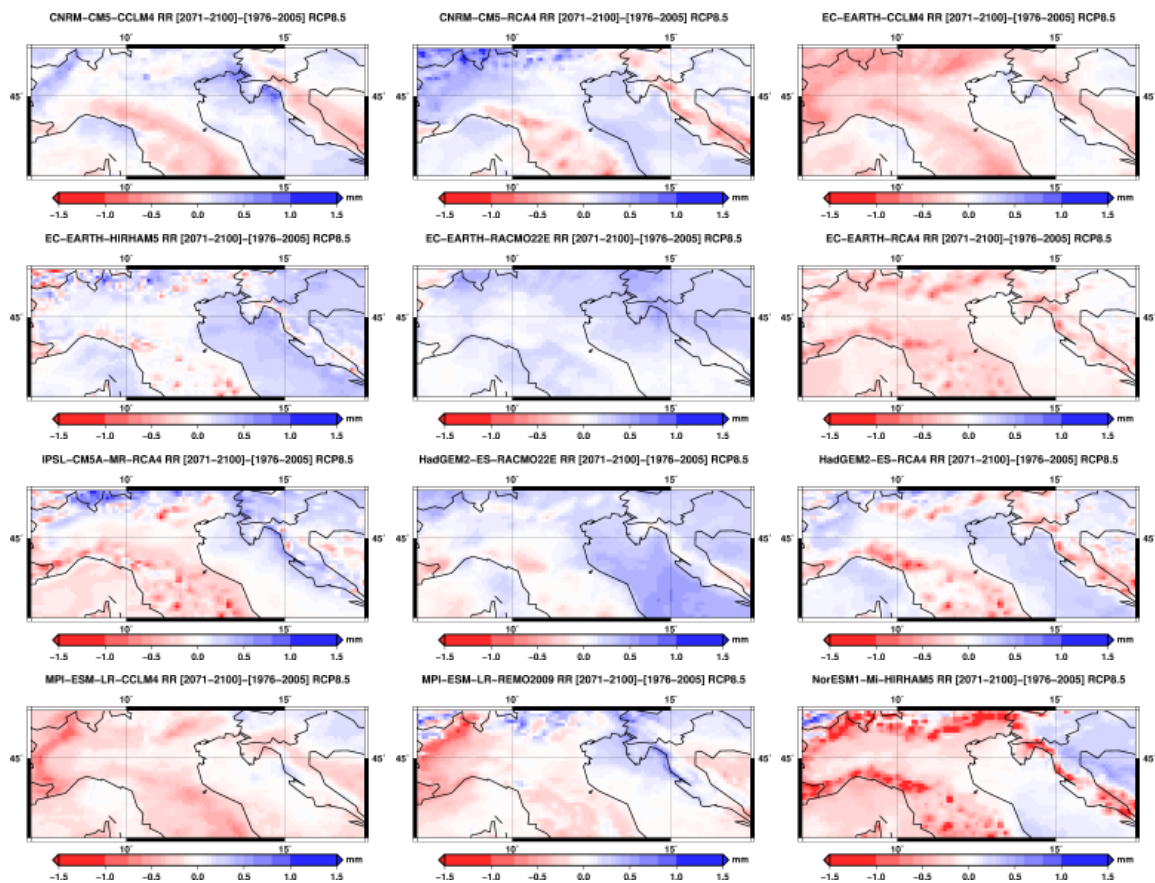 CNRM-CM5-CCLM4 RR [2071-2100]-[1976-2005] RCP8.5
10˚ 15˚
45˚ 45˚
10˚ 15˚
-1.5 -1.0 -0.5 0.0 0.5 1.0 1.5 mm
CNRM-CM5-RCA4 RR [2071-2100]-[1976-2005] RCP8.5
10˚ 15˚
45˚ 45˚
10˚ 15˚
-1.5 -1.0 -0.5 0.0 0.5 1.0 1.5 mm
EC-EARTH-CCLM4 RR [2071-2100]-[1976-2005] RCP8.5
10˚ 15˚
45˚ 45˚
10˚ 15˚
-1.5 -1.0 -0.5 0.0 0.5 1.0 1.5 mm
EC-EARTH-HIRHAM5 RR [2071-2100]-[1976-2005] RCP8.5
10˚ 15˚
45˚ 45˚
10˚ 15˚
-1.5 -1.0 -0.5 0.0 0.5 1.0 1.5 mm
EC-EARTH-RACMO22E RR [2071-2100]-[1976-2005] RCP8.5
10˚ 15˚
45˚ 45˚
10˚ 15˚
-1.5 -1.0 -0.5 0.0 0.5 1.0 1.5 mm
EC-EARTH-RCA4 RR [2071-2100]-[1976-2005] RCP8.5
10˚ 15˚
45˚ 45˚
10˚ 15˚
-1.5 -1.0 -0.5 0.0 0.5 1.0 1.5 mm
IPSL-CM5A-MR-RCA4 RR [2071-2100]-[1976-2005] RCP8.5
10˚ 15˚
45˚ 45˚
10˚ 15˚
-1.5 -1.0 -0.5 0.0 0.5 1.0 1.5 mm
HadGEM2-ES-RACMO22E RR [2071-2100]-[1976-2005] RCP8.5
10˚ 15˚
45˚ 45˚
10˚ 15˚
-1.5 -1.0 -0.5 0.0 0.5 1.0 1.5 mm
HadGEM2-ES-RCA4 RR [2071-2100]-[1976-2005] RCP8.5
10˚ 15˚
45˚ 45˚
10˚ 15˚
-1.5 -1.0 -0.5 0.0 0.5 1.0 1.5 mm
MPI-ESM-LR-CCLM4 RR [2071-2100]-[1976-2005] RCP8.5
10˚ 15˚
45˚ 45˚
10˚ 15˚
-1.5 -1.0 -0.5 0.0 0.5 1.0 1.5 mm
MPI-ESM-LR-REMO2009 RR [2071-2100]-[1976-2005] RCP8.5
10˚ 15˚
45˚ 45˚
10˚ 15˚
-1.5 -1.0 -0.5 0.0 0.5 1.0 1.5 mm
NorESM1-Mi-HIRHAM5 RR [2071-2100]-[1976-2005] RCP8.5
10˚ 15˚
45˚ 45˚
10˚ 15˚
-1.5 -1.0 -0.5 0.0 0.5 1.0 1.5 mm